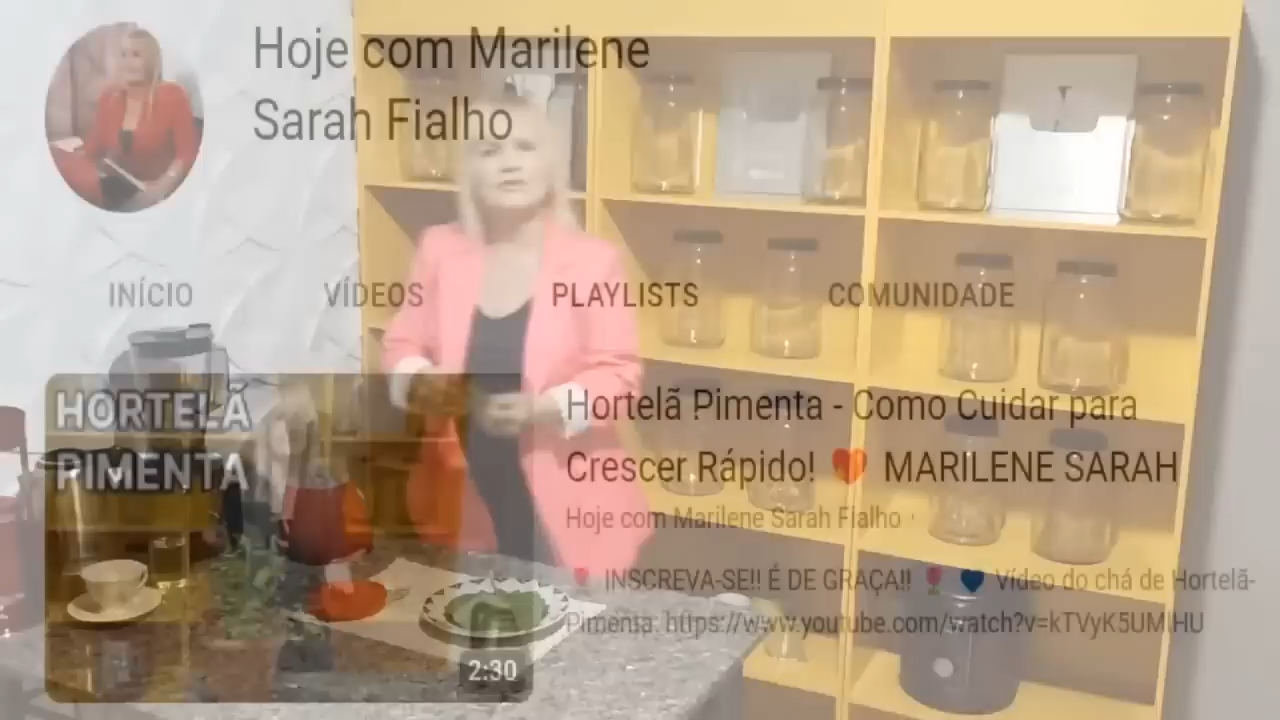 Hoje com Marilene
Sarah Fialho
INÍCIO VÍDEOS PLAYLISTS COMUNIDADE
HORTELÃ
PIMENTA
2:30
Hortelã Pimenta - Como Cuidar para
Crescer Rápido! 🧡 MARILENE SARAH
Hoje com Marilene Sarah Fialho ·
🌹 INSCREVA-SE!! É DE GRAÇA!! 🌹 💙 Vídeo do chá de Hortelã-
Pimenta: https://www.youtube.com/watch?v=kTVyK5UMlHU